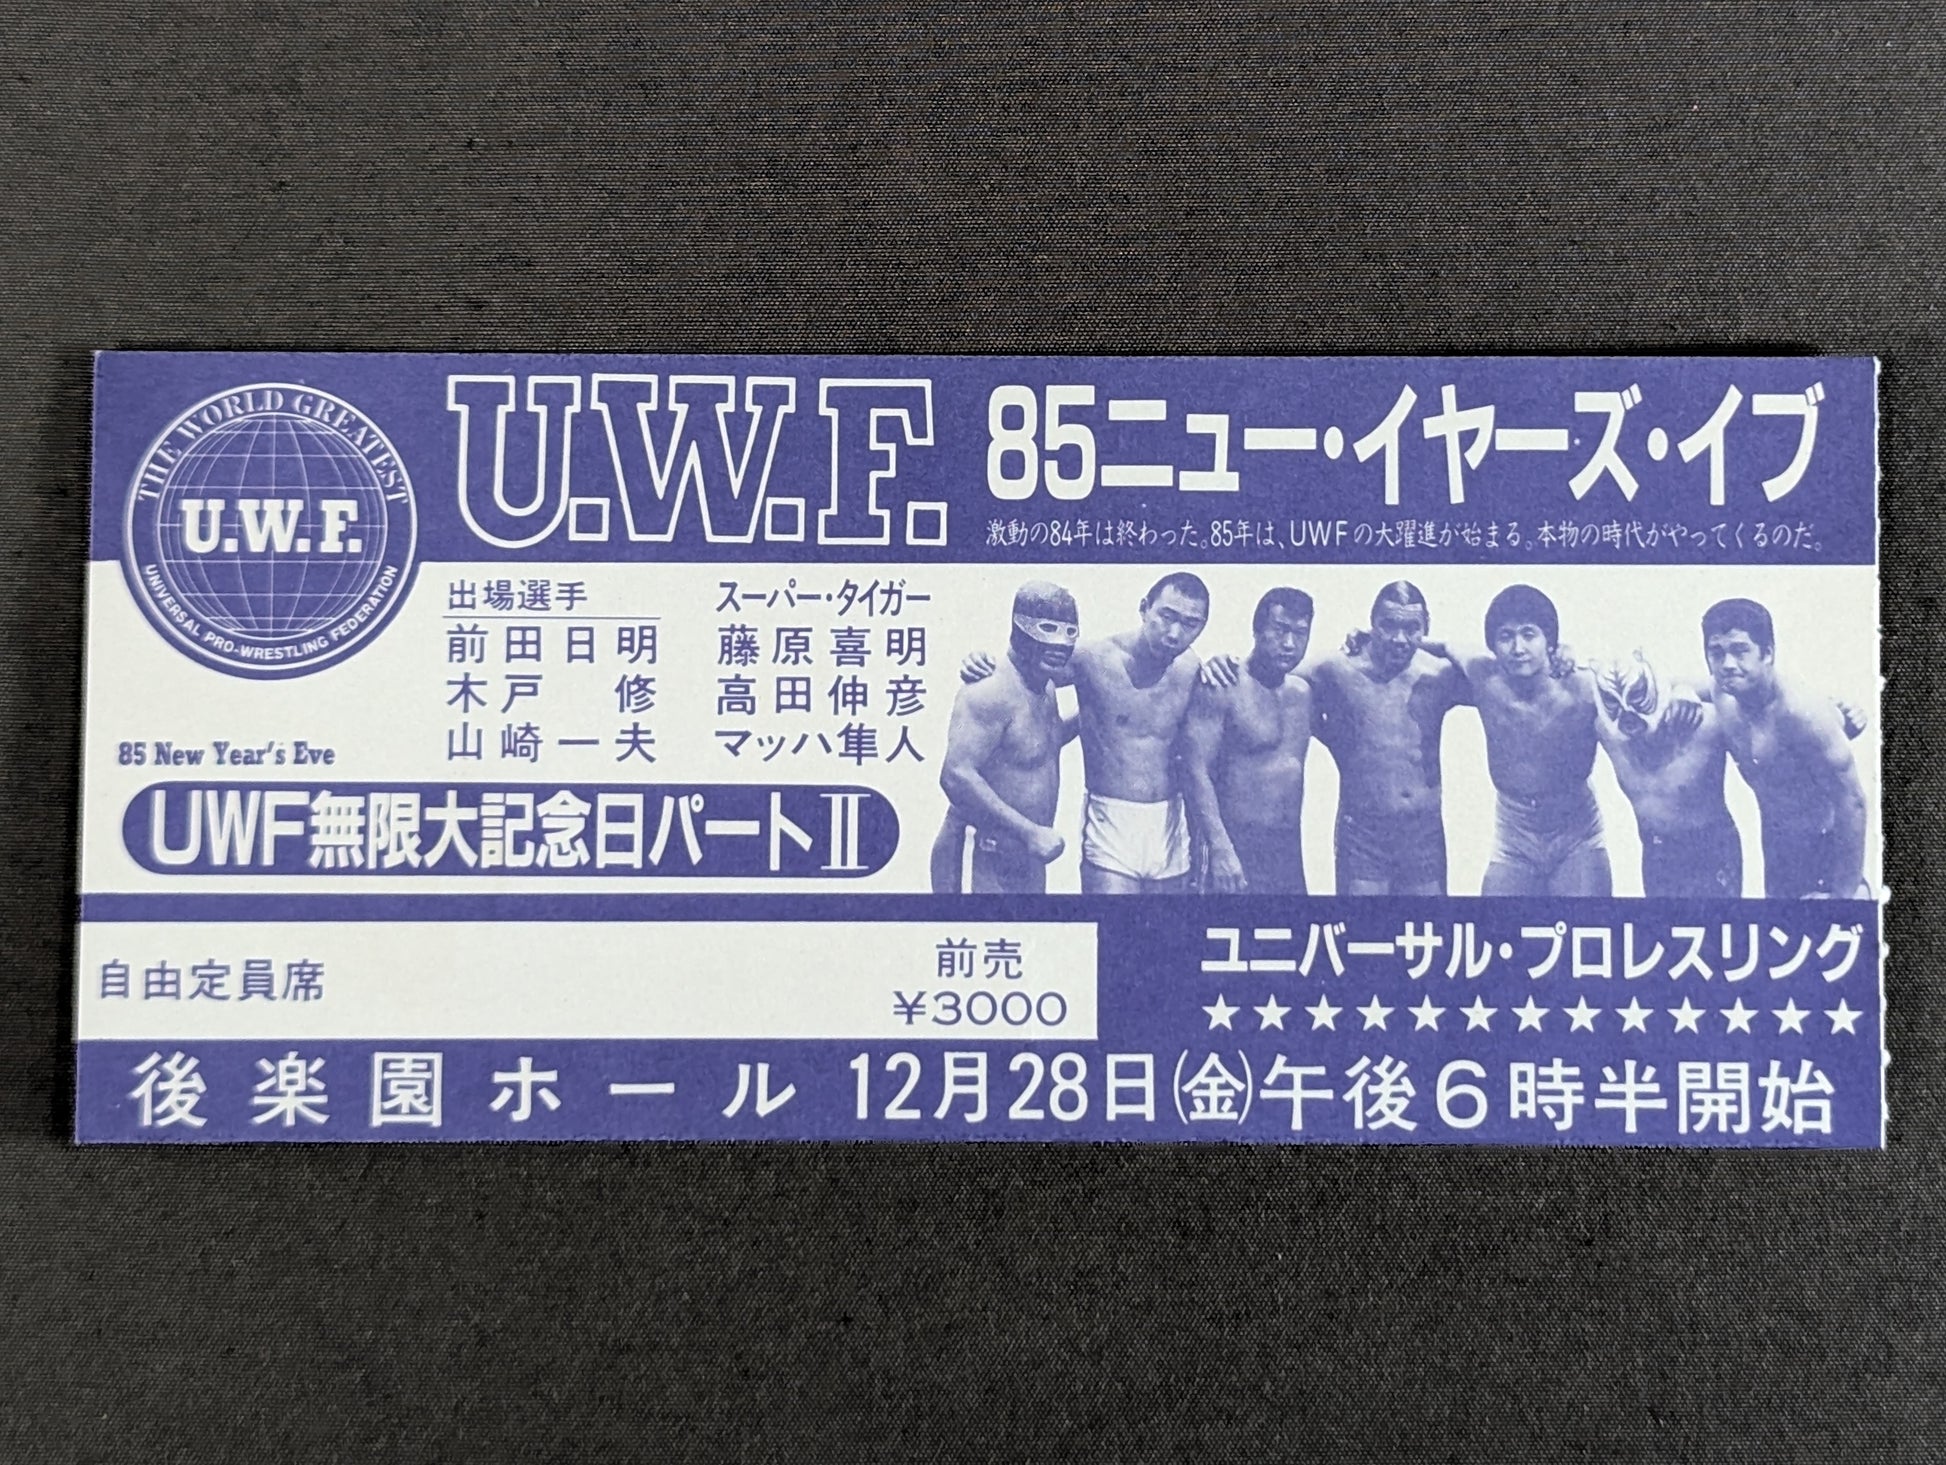 THE WORLD GREATEST
U.W.F.
UNIVERSAL PRO-WRESTLING FEDERATION
U.W.F.
85ニュー・イヤーズ・イブ
激動の84年は終わった。85年は、UWFの大躍進が始まる。本物の時代がやってくるのだ。
出場選手
前田日明
木戸 修
山崎一夫
スーパー・タイガー
藤原喜明
高田伸彦
マッハ隼人
85 New Year's Eve
UWF無限大記念日パートⅡ
自由定員席
前売
¥3000
ユニバーサル・プロレスリング
★★★★★★★★★★★★★
後楽園ホール 12月28日(金)午後6時半開始